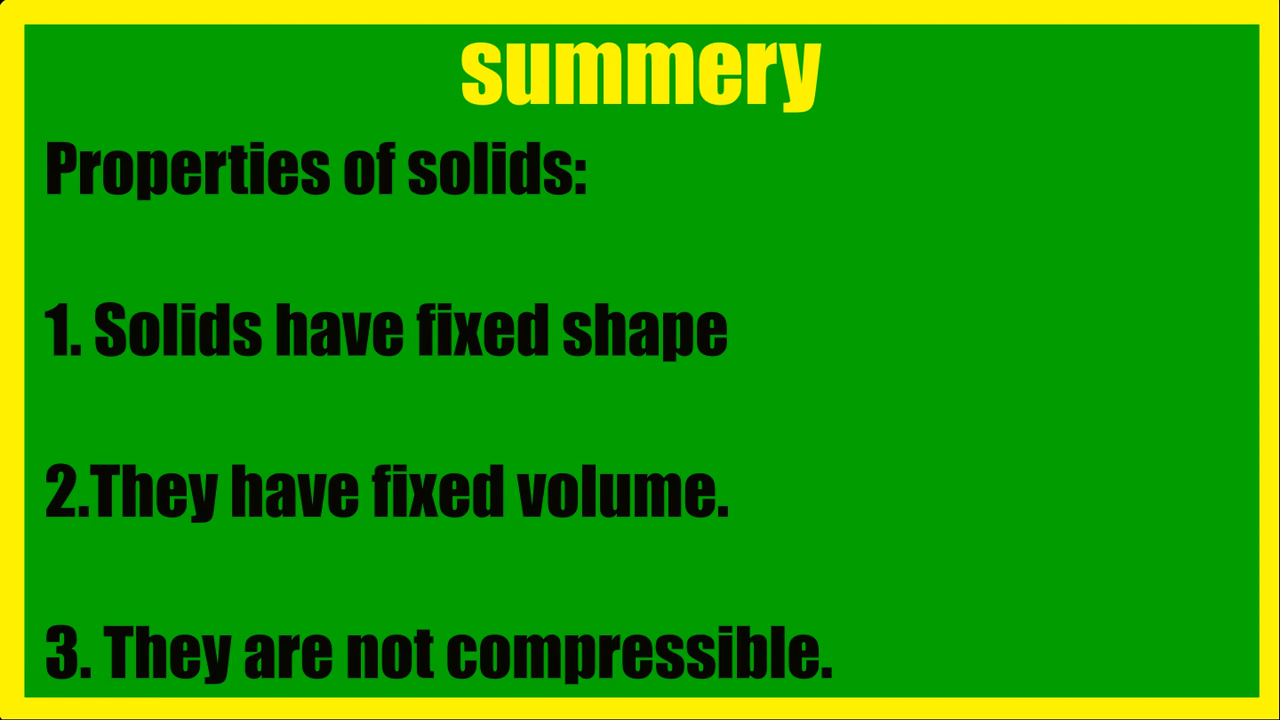 summery
Properties of solids:
1. Solids have fixed shape
2.They have fixed volume.
3. They are not compressible.